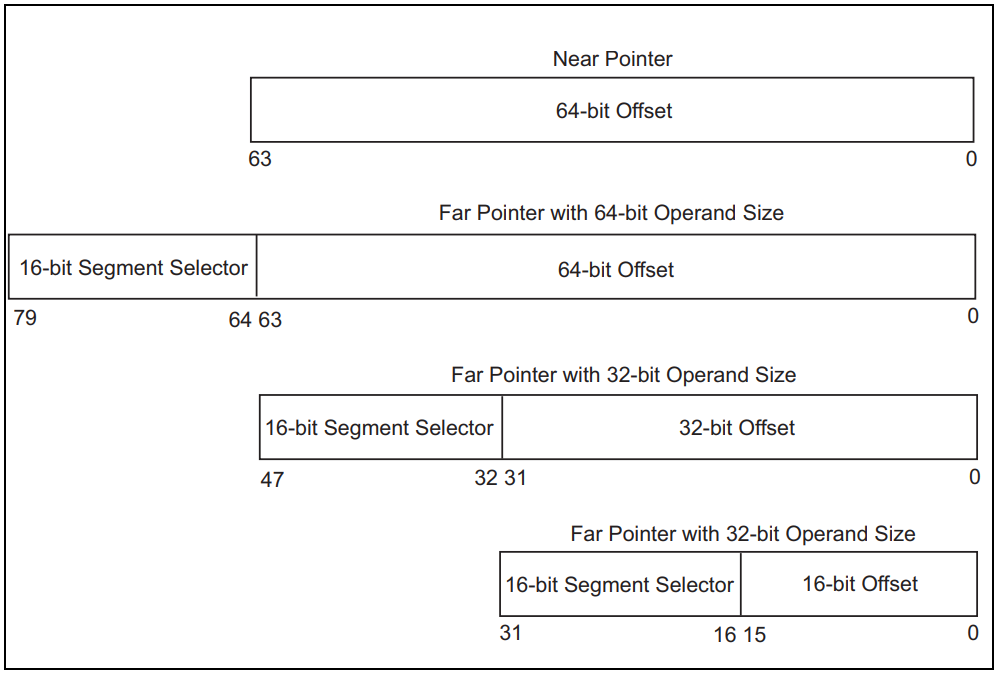 Near Pointer
64-bit Offset
63 0
Far Pointer with 64-bit Operand Size
16-bit Segment Selector 64-bit Offset
79 64 63 0
Far Pointer with 32-bit Operand Size
16-bit Segment Selector 32-bit Offset
47 32 31 0
Far Pointer with 32-bit Operand Size
16-bit Segment Selector 16-bit Offset
31 16 15 0